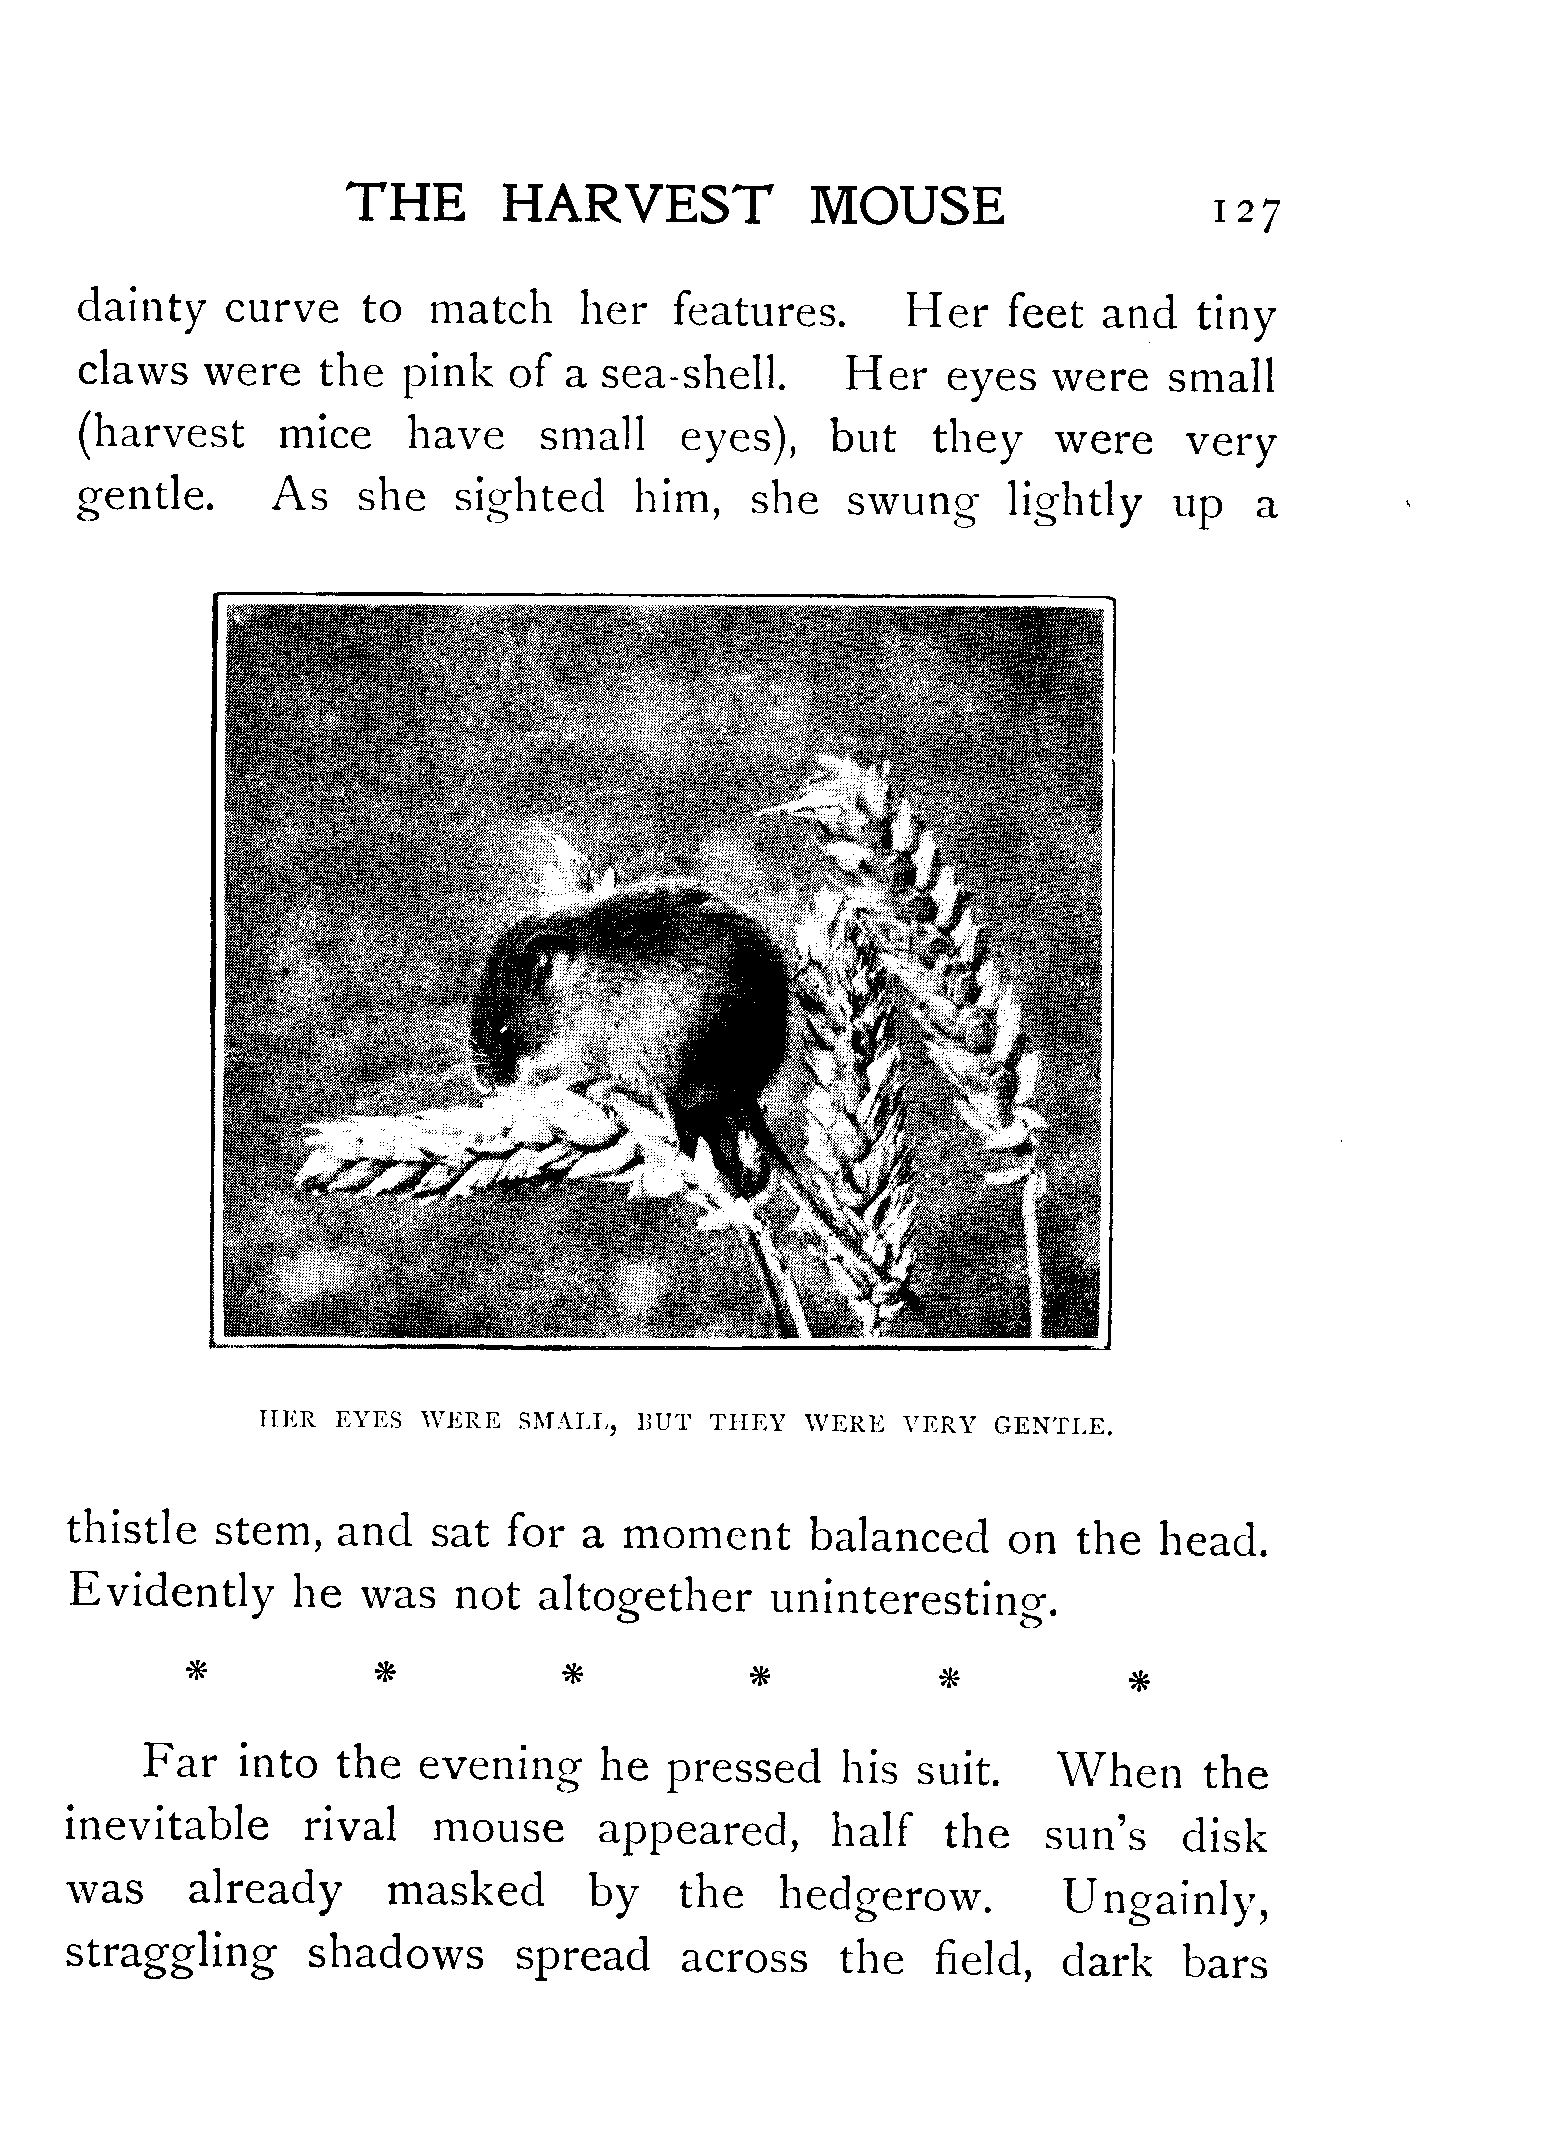 THE HARVEST MOUSE 127
dainty curve to match her features. Her feet and tiny
claws were the pink of a sea-shell. Her eyes were small
(harvest mice have small eyes), but they were very
gentle. As she sighted him, she swung lightly up a
HER EYES WERE SMALL, BUT THEY WERE VERY GENTLE.
thistle stem, and sat for a moment balanced on the head.
Evidently he was not altogether uninteresting.
* * * * * *
Far into the evening he pressed his suit. When the
inevitable rival mouse appeared, half the sun's disk
was already masked by the hedgerow. Ungainly,
straggling shadows spread across the field, dark bars